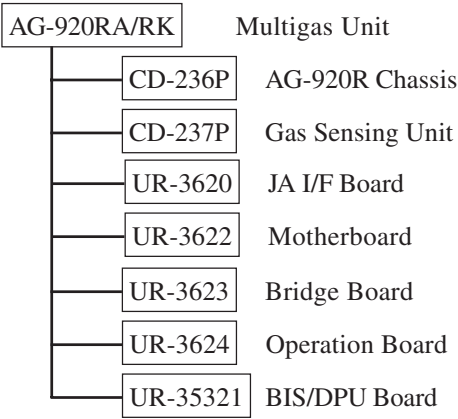 AG-920RA/RK Multigas Unit
CD-236P AG-920R Chassis
CD-237P Gas Sensing Unit
UR-3620 JA I/F Board
UR-3622 Motherboard
UR-3623 Bridge Board
UR-3624 Operation Board
UR-35321 BIS/DPU Board